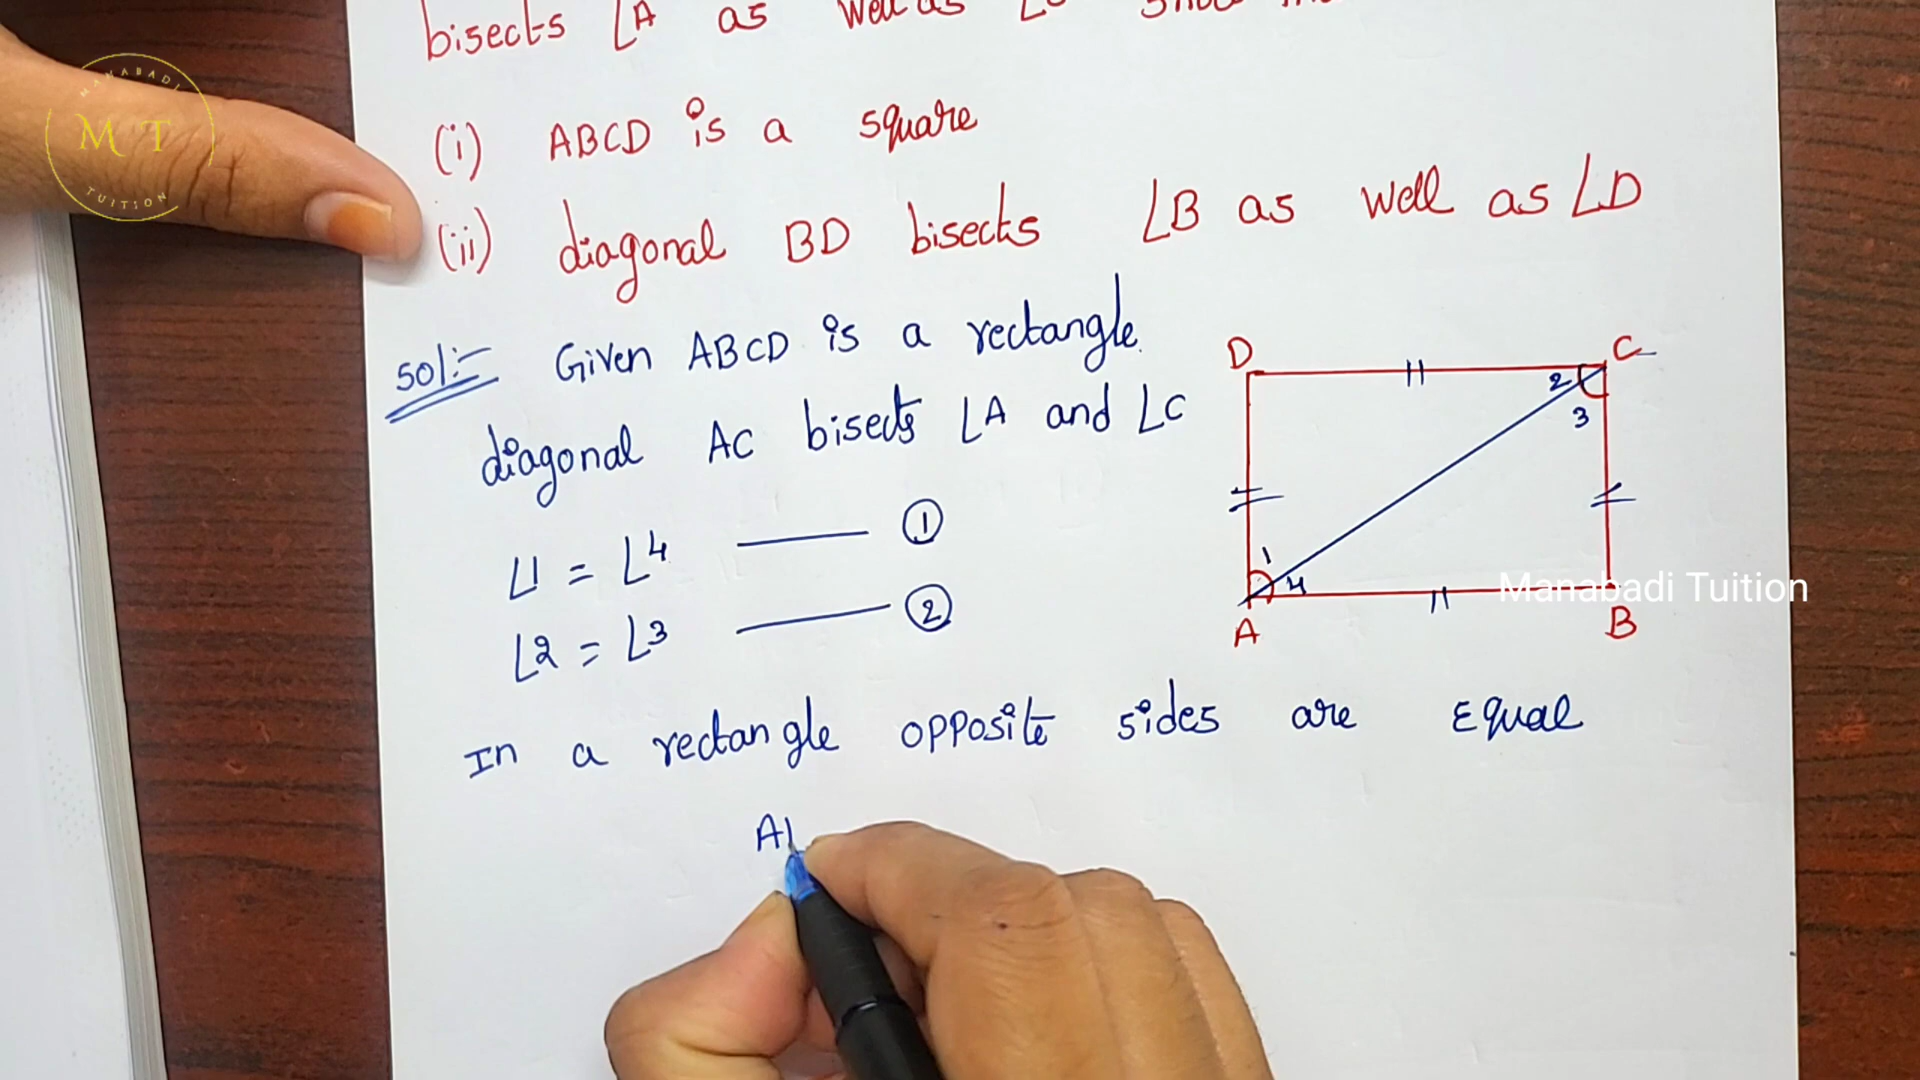 bisects ∠A as well as
(i) ABCD is a square
(ii) diagonal BD bisects ∠B as well as ∠D
Sol:- Given ABCD is a rectangle.
diagonal AC bisects ∠A and ∠C
∠1 = ∠4 —— ①
∠2 = ∠3 —— ②
D C
2
3
1
4
A B
In a rectangle opposite sides are Equal
A
MANABADI
M T
TUITION
Manabadi Tuition